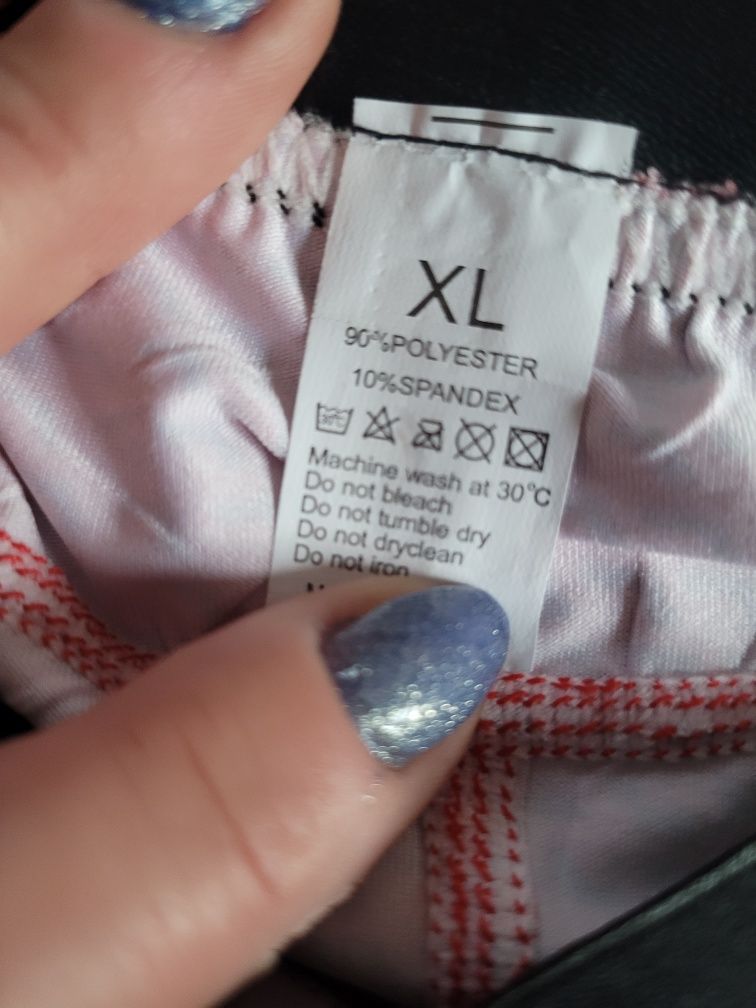 XL
90%POLYESTER
10%SPANDEX
30°C
Machine wash at 30°C
Do not bleach
Do not tumble dry
Do not dryclean
Do not iron